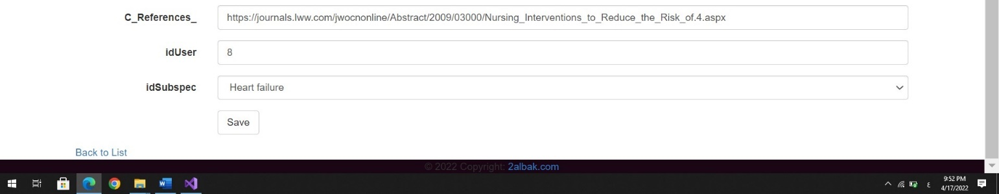 C_References_ https://journals.lww.com/jwocnonline/Abstract/2009/03000/Nursing_Interventions_to_Reduce_the_Risk_of.4.aspx
idUser 8
idSubspec Heart failure
Save
Back to List
© 2022 Copyright: 2albak.com
9:52 PM
ع
4/17/2022